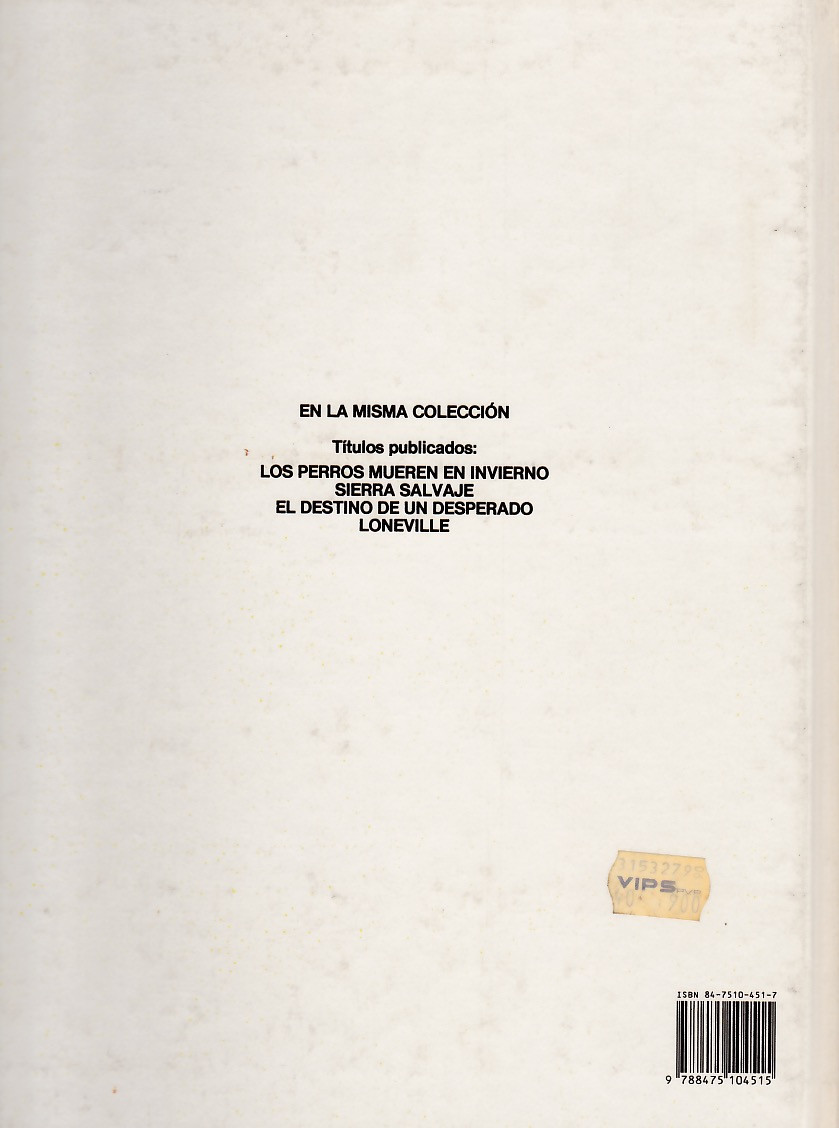 EN LA MISMA COLECCIÓN
Títulos publicados:
LOS PERROS MUEREN EN INVIERNO
SIERRA SALVAJE
EL DESTINO DE UN DESPERADO
LONEVILLE
VIPS
ISBN 84-7510-451-7
9 788475 104515